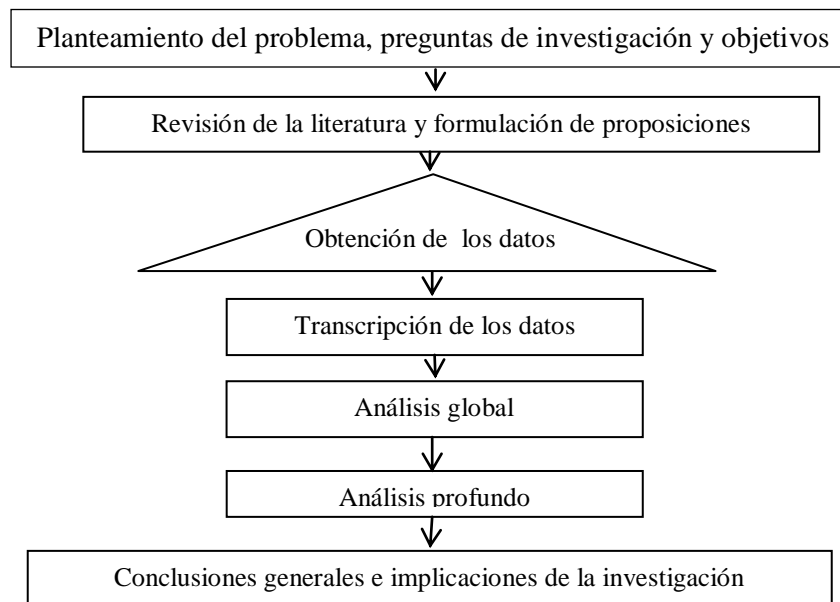 Planteamiento del problema, preguntas de investigación y objetivos
Revisión de la literatura y formulación de proposiciones
Obtención de los datos
Transcripción de los datos
Análisis global
Análisis profundo
Conclusiones generales e implicaciones de la investigación